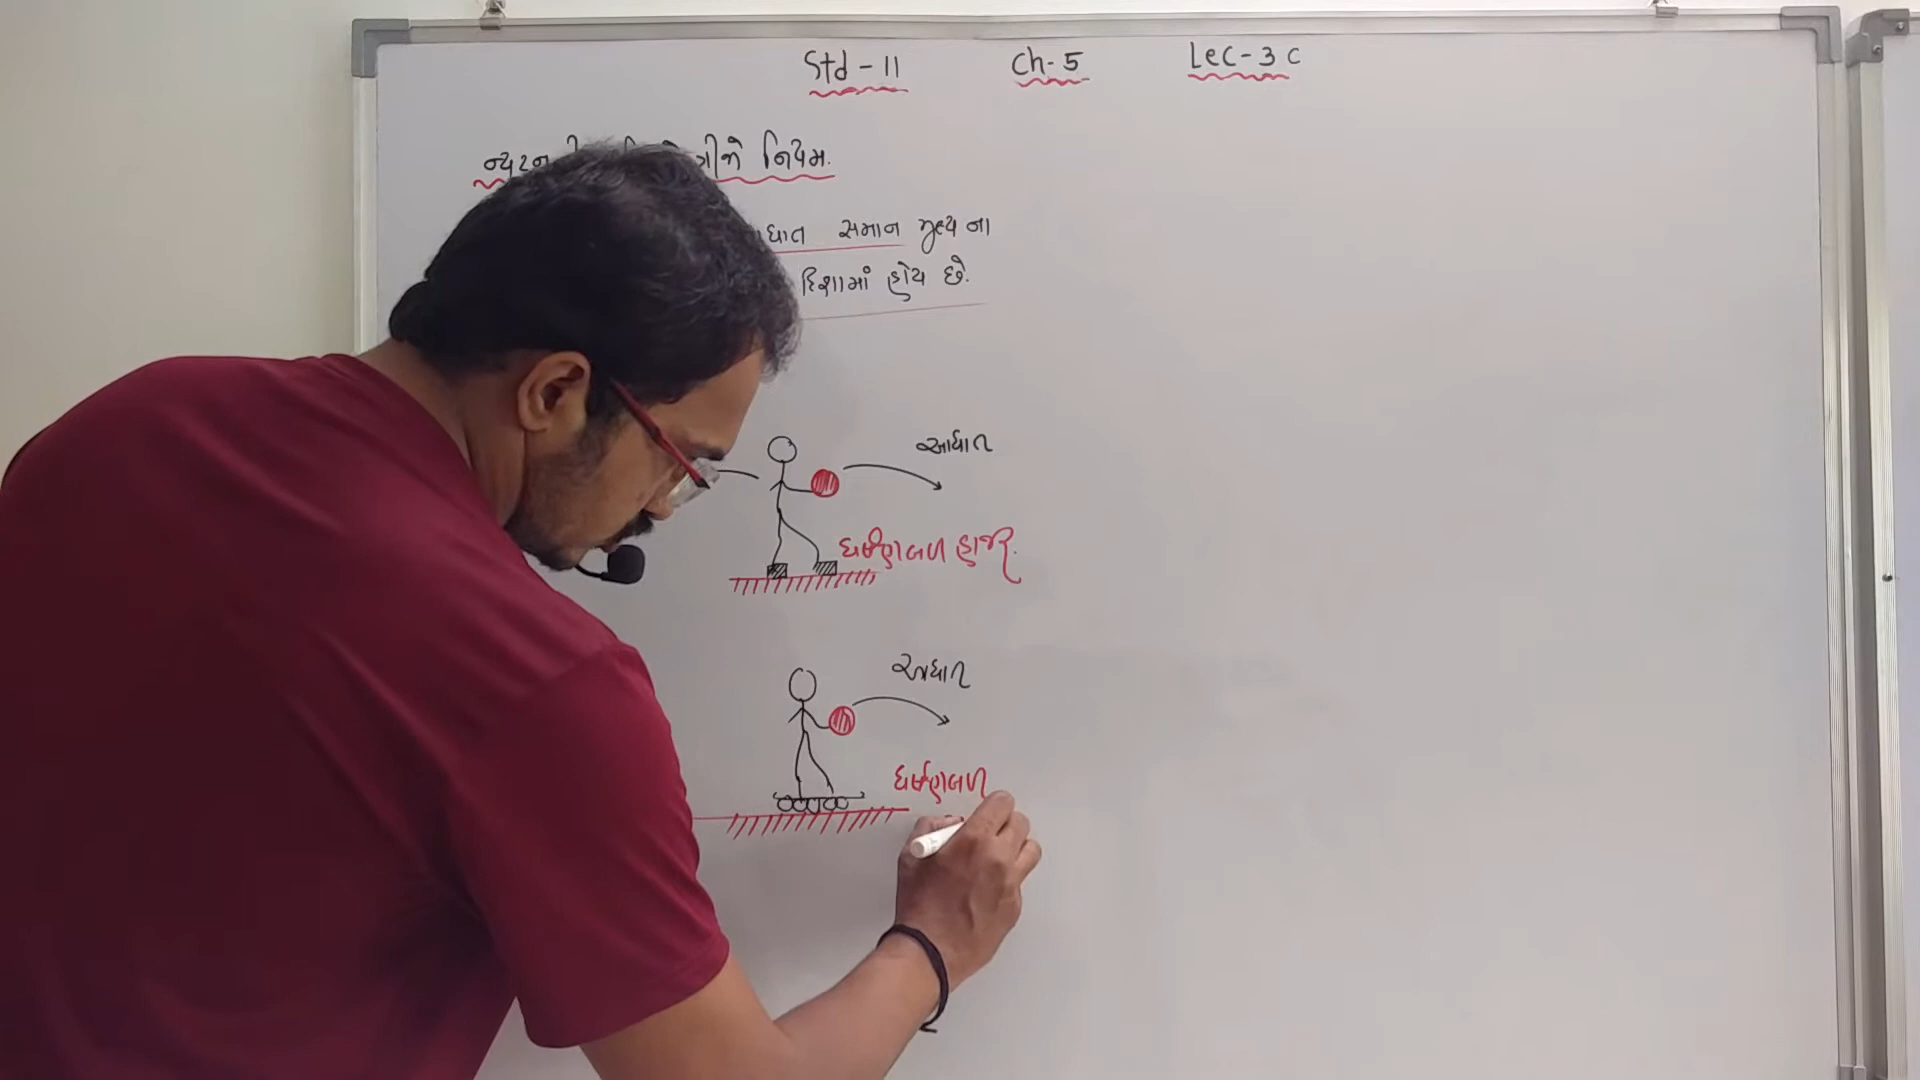 Std - 11 Ch- 5 Lec- 3 C
ન્યુટન ત્રીજો નિયમ.
ઘાત સમાન મૂલ્ય ના
દિશામાં હોય છે.
આઘાત
ઘર્ષણબળ હાજર.
આઘાત
ઘર્ષણબળ